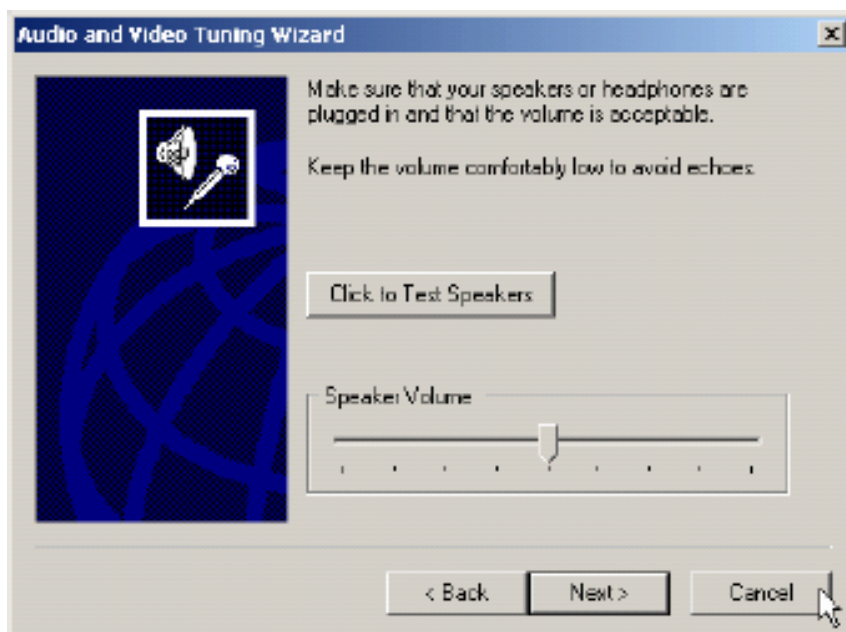 Audio and Video Tuning Wizard
Make sure that your speakers or headphones are
plugged in and that the volume is acceptable.
Keep the volume comfortably low to avoid echoes.
Click to Test Speakers
Speaker Volume
< Back
Next >
Cancel